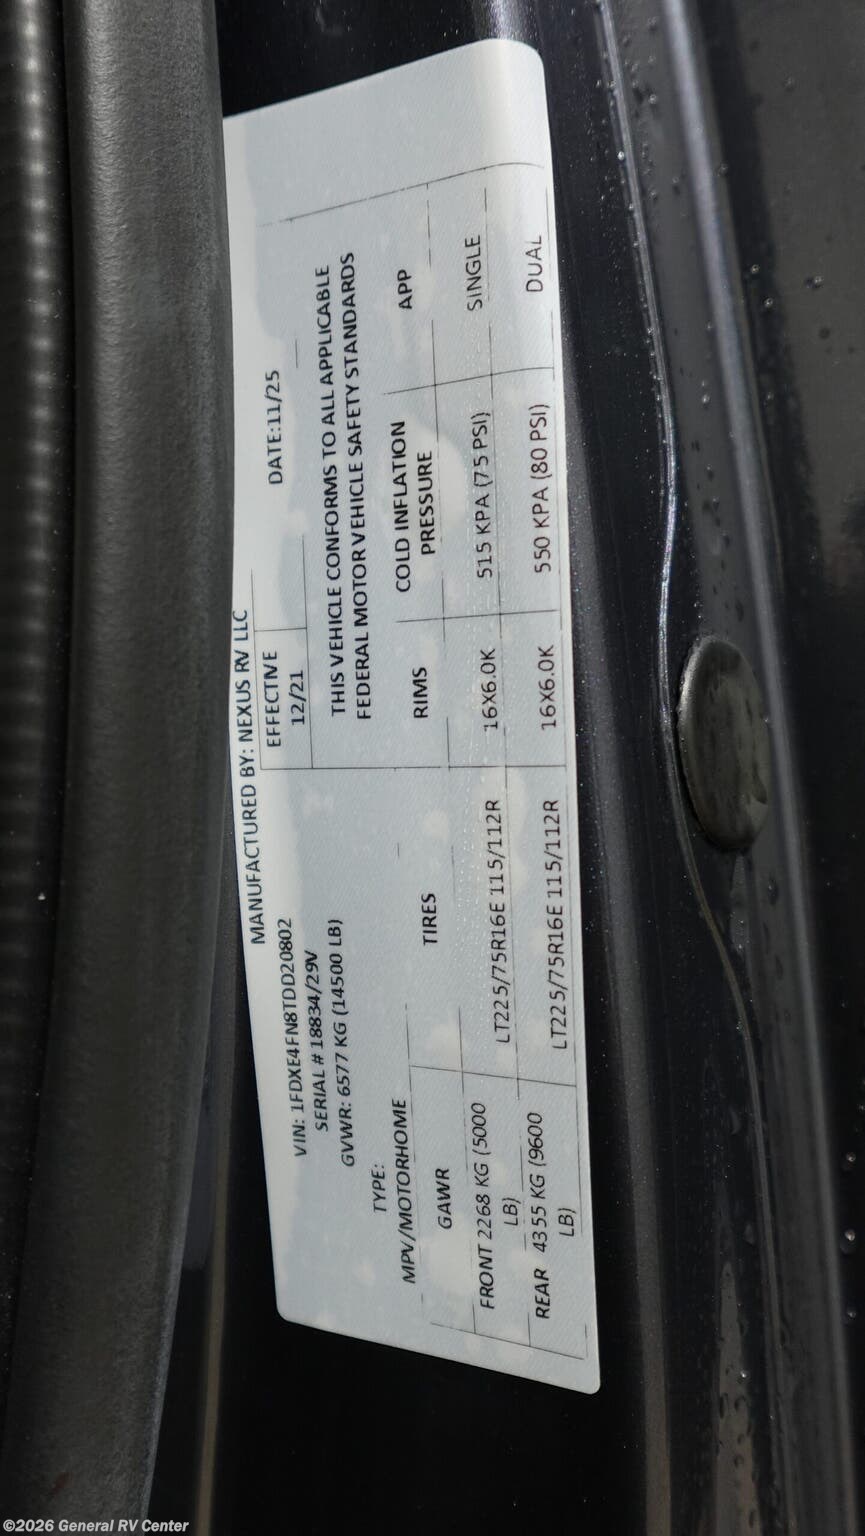 MANUFACTURED BY: NEXUS RV LLC
VIN: 1FDXE4FN8TDD20802
SERIAL # 18834/29V
GVWR: 6577 KG (14500 LB)
EFFECTIVE
12/21
DATE:11/25
THIS VEHICLE CONFORMS TO ALL APPLICABLE
FEDERAL MOTOR VEHICLE SAFETY STANDARDS
TYPE:
MPV/MOTORHOME
GAWR TIRES RIMS COLD INFLATION PRESSURE APP
FRONT 2268 KG (5000 LB) LT225/75R16E 115/112R 16X6.0K 515 KPA (75 PSI) SINGLE
REAR 4355 KG (9600 LB) LT225/75R16E 115/112R 16X6.0K 550 KPA (80 PSI) DUAL
©2026 General RV Center